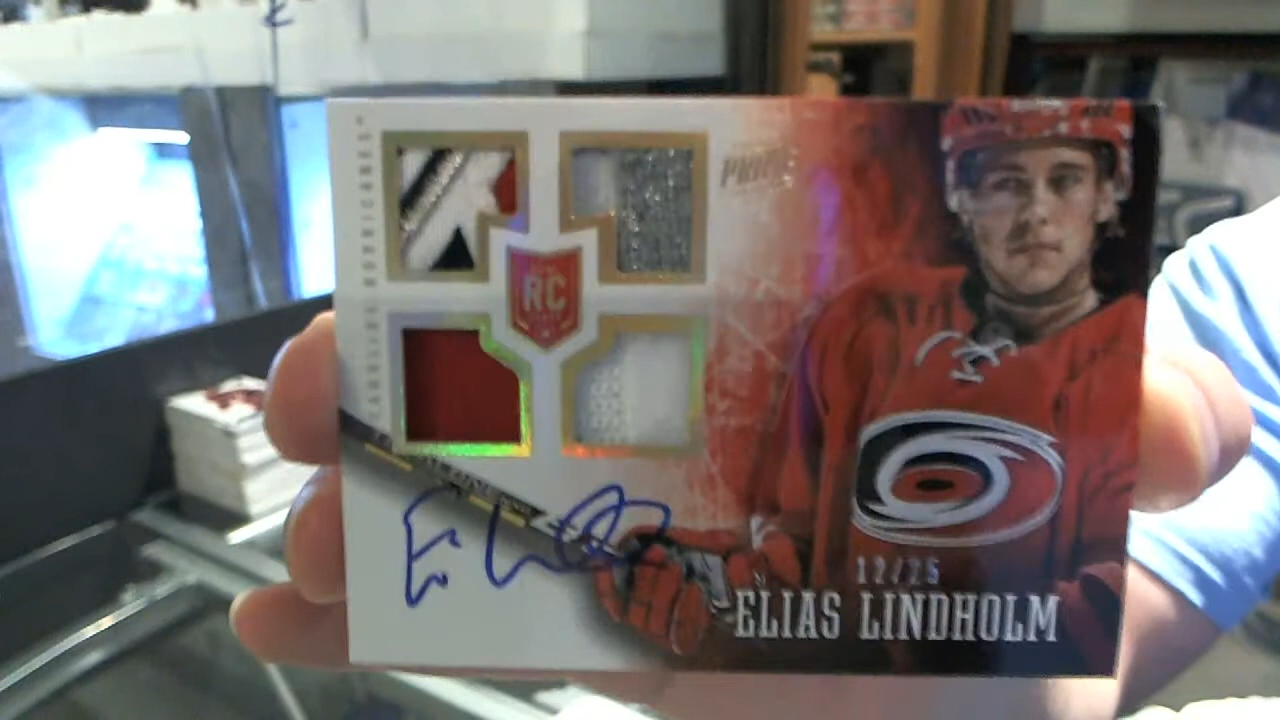 CAROLINA HURRICANES
PRIME
RC
12/25
ELIAS LINDHOLM